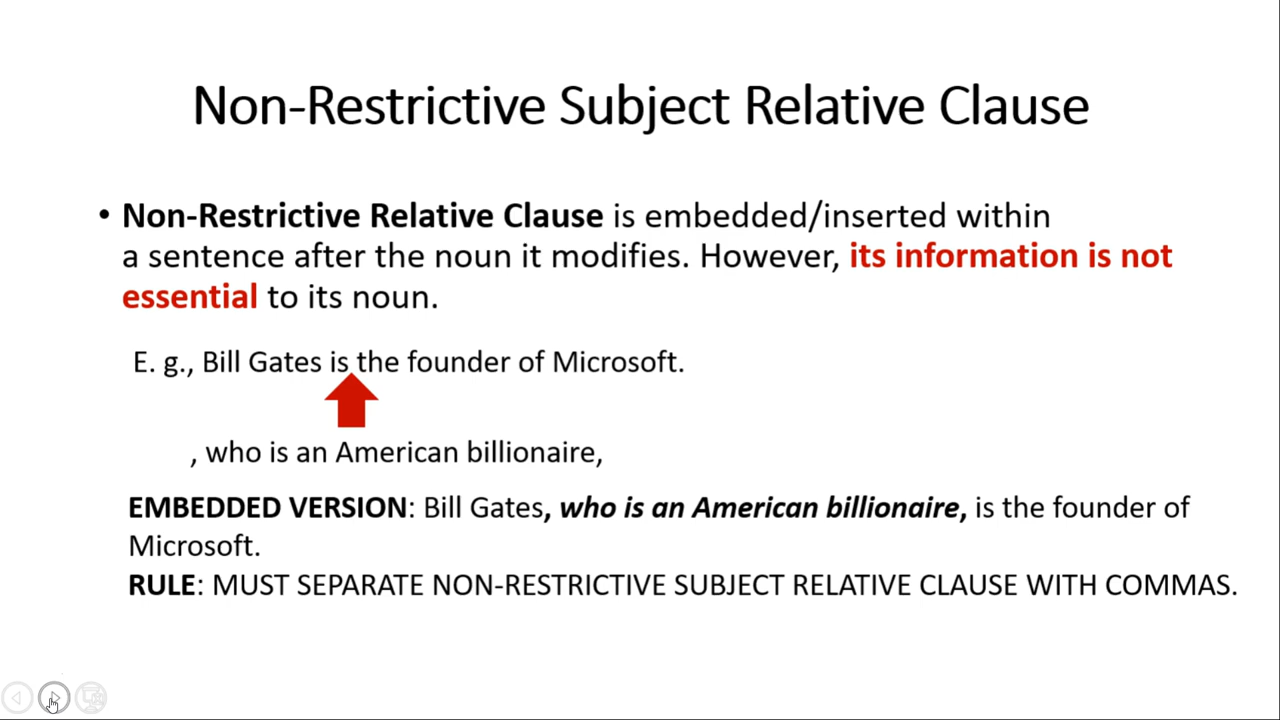 Non-Restrictive Subject Relative Clause
• Non-Restrictive Relative Clause is embedded/inserted within
a sentence after the noun it modifies. However, its information is not
essential to its noun.
E. g., Bill Gates is the founder of Microsoft.
, who is an American billionaire,
EMBEDDED VERSION: Bill Gates, who is an American billionaire, is the founder of
Microsoft.
RULE: MUST SEPARATE NON-RESTRICTIVE SUBJECT RELATIVE CLAUSE WITH COMMAS.